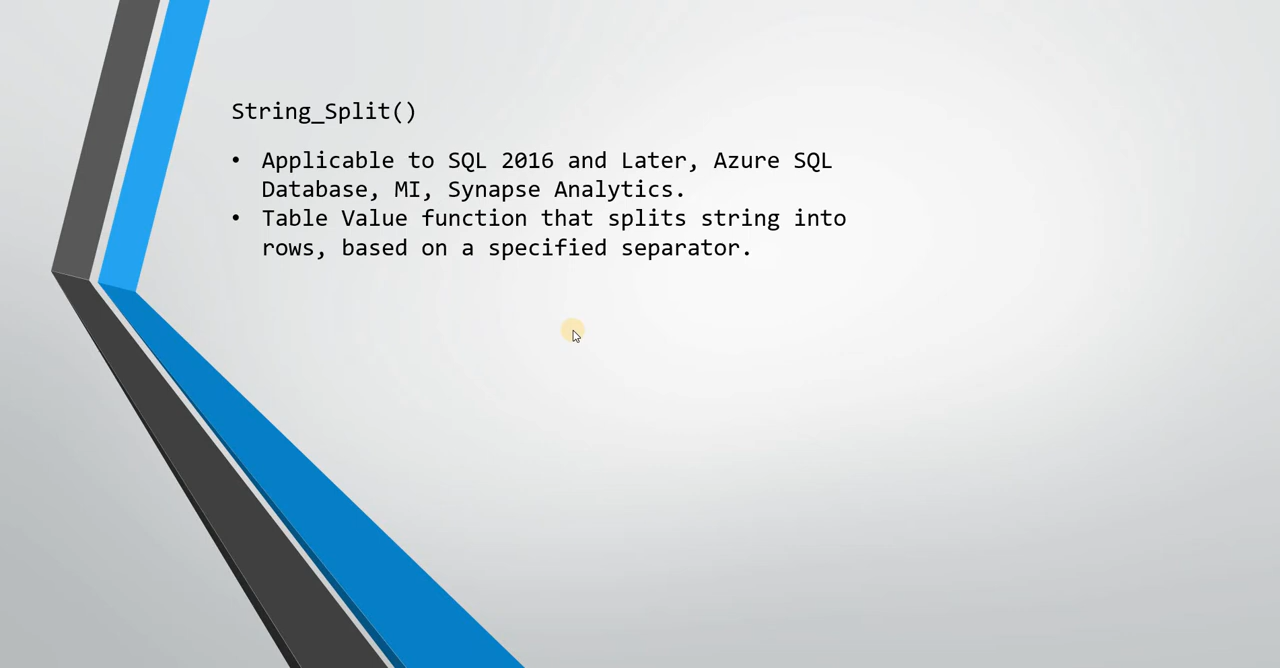 String_Split()
• Applicable to SQL 2016 and Later, Azure SQL
Database, MI, Synapse Analytics.
• Table Value function that splits string into
rows, based on a specified separator.